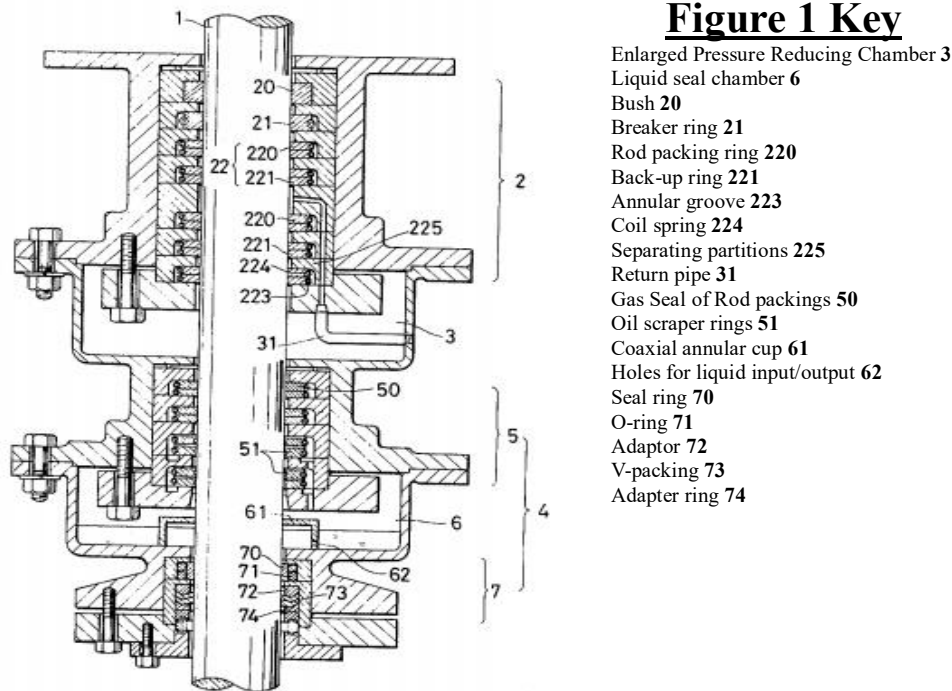 Figure 1 Key
Enlarged Pressure Reducing Chamber 3
Liquid seal chamber 6
Bush 20
Breaker ring 21
Rod packing ring 220
Back-up ring 221
Annular groove 223
Coil spring 224
Separating partitions 225
Return pipe 31
Gas Seal of Rod packings 50
Oil scraper rings 51
Coaxial annular cup 61
Holes for liquid input/output 62
Seal ring 70
O-ring 71
Adaptor 72
V-packing 73
Adapter ring 74
1
20
21
22
220
221
2
220
221
225
224
223
3
31
50
5
51
4
61
6
70
62
71
72
73
7
74